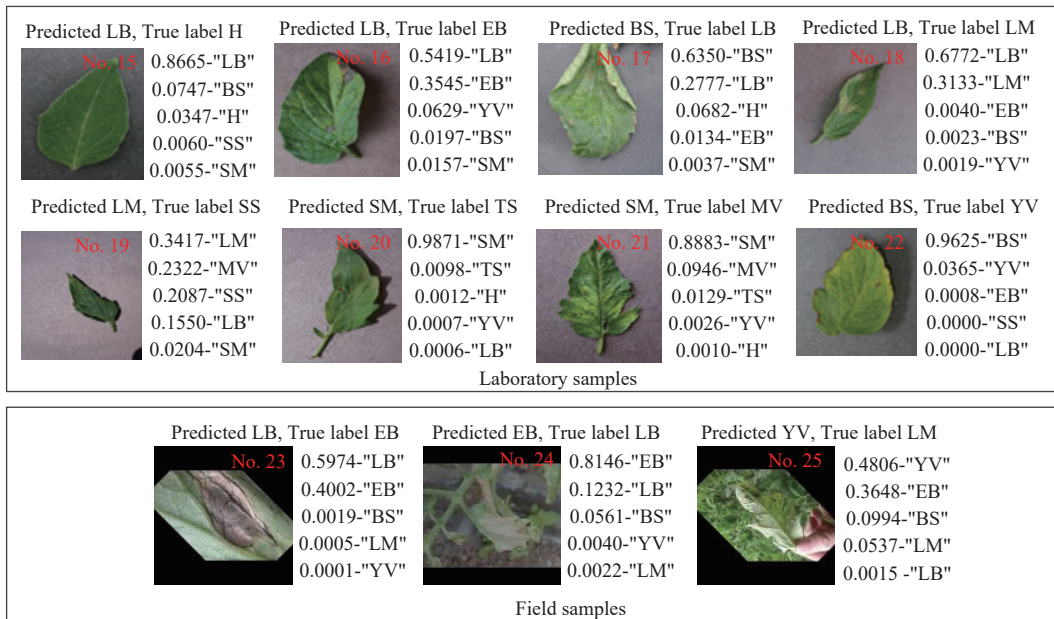 Predicted LB, True label H
No. 15
0.8665-"LB"
0.0747-"BS"
0.0347-"H"
0.0060-"SS"
0.0055-"SM"
Predicted LB, True label EB
No. 16
0.5419-"LB"
0.3545-"EB"
0.0629-"YV"
0.0197-"BS"
0.0157-"SM"
Predicted BS, True label LB
No. 17
0.6350-"BS"
0.2777-"LB"
0.0682-"H"
0.0134-"EB"
0.0037-"SM"
Predicted LB, True label LM
No. 18
0.6772-"LB"
0.3133-"LM"
0.0040-"EB"
0.0023-"BS"
0.0019-"YV"
Predicted LM, True label SS
No. 19
0.3417-"LM"
0.2322-"MV"
0.2087-"SS"
0.1550-"LB"
0.0204-"SM"
Predicted SM, True label TS
No. 20
0.9871-"SM"
0.0098-"TS"
0.0012-"H"
0.0007-"YV"
0.0006-"LB"
Predicted SM, True label MV
No. 21
0.8883-"SM"
0.0946-"MV"
0.0129-"TS"
0.0026-"YV"
0.0010-"H"
Predicted BS, True label YV
No. 22
0.9625-"BS"
0.0365-"YV"
0.0008-"EB"
0.0000-"SS"
0.0000-"LB"
Laboratory samples
Predicted LB, True label EB
No. 23
0.5974-"LB"
0.4002-"EB"
0.0019-"BS"
0.0005-"LM"
0.0001-"YV"
Predicted EB, True label LB
No. 24
0.8146-"EB"
0.1232-"LB"
0.0561-"BS"
0.0040-"YV"
0.0022-"LM"
Predicted YV, True label LM
No. 25
0.4806-"YV"
0.3648-"EB"
0.0994-"BS"
0.0537-"LM"
0.0015 -"LB"
Field samples